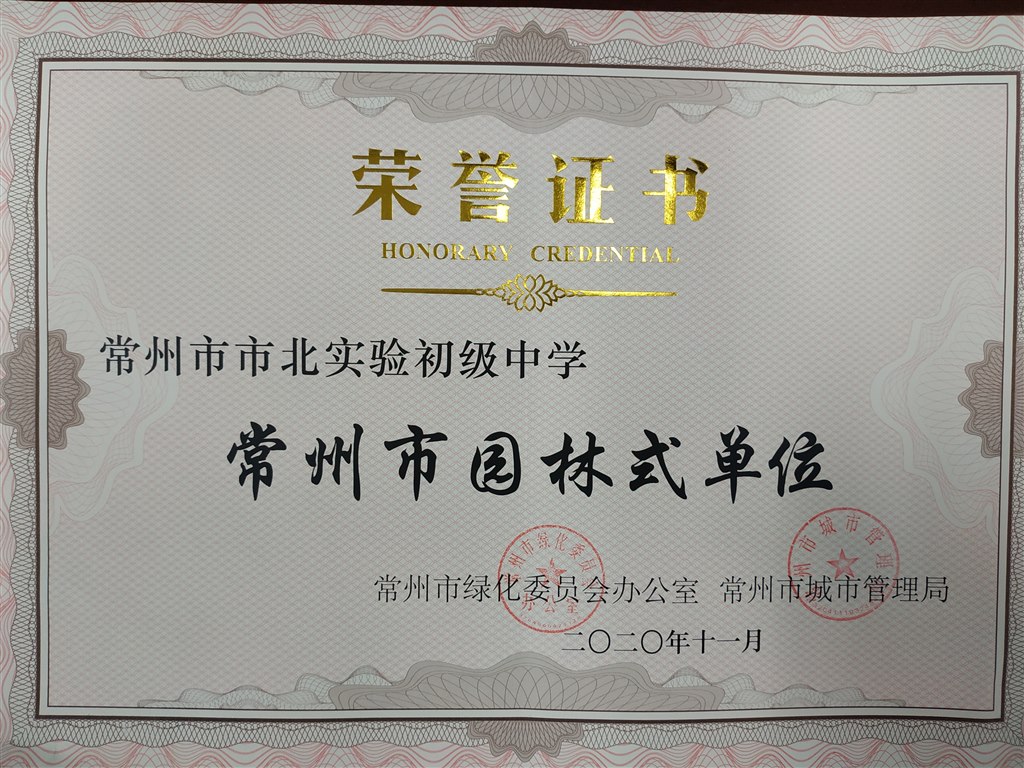 荣誉证书
HONORARY CREDENTIAL
常州市市北实验初级中学
常州市园林式单位
常州市绿化委员会办公室 常州市城市管理局
二〇二〇年十一月